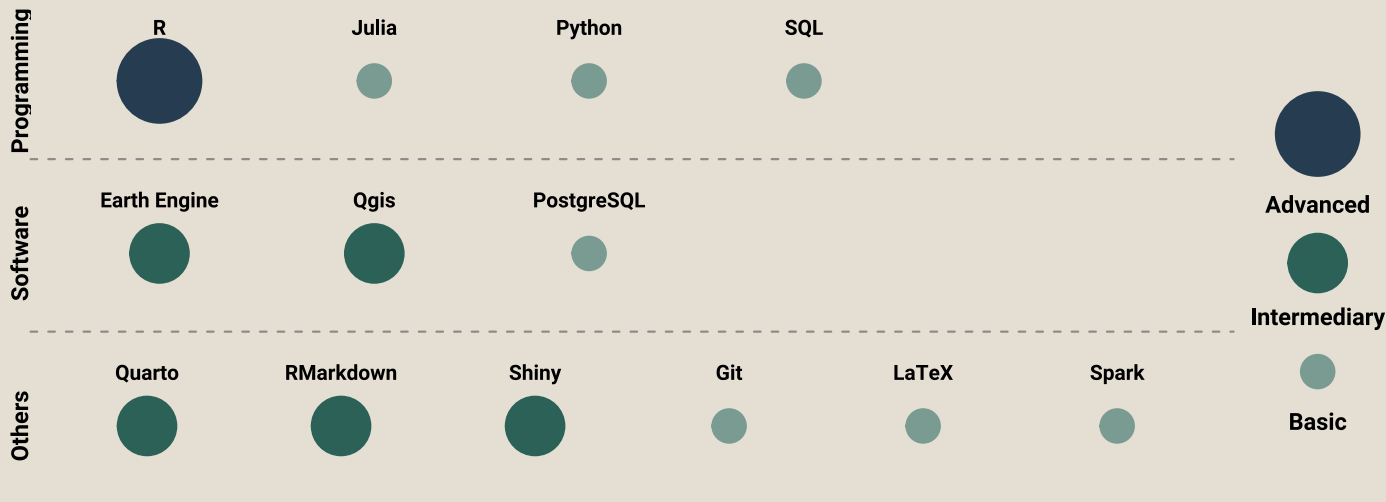 Programming
R
Julia
Python
SQL
Software
Earth Engine
Qgis
PostgreSQL
Others
Quarto
RMarkdown
Shiny
Git
LaTeX
Spark
Advanced
Intermediary
Basic